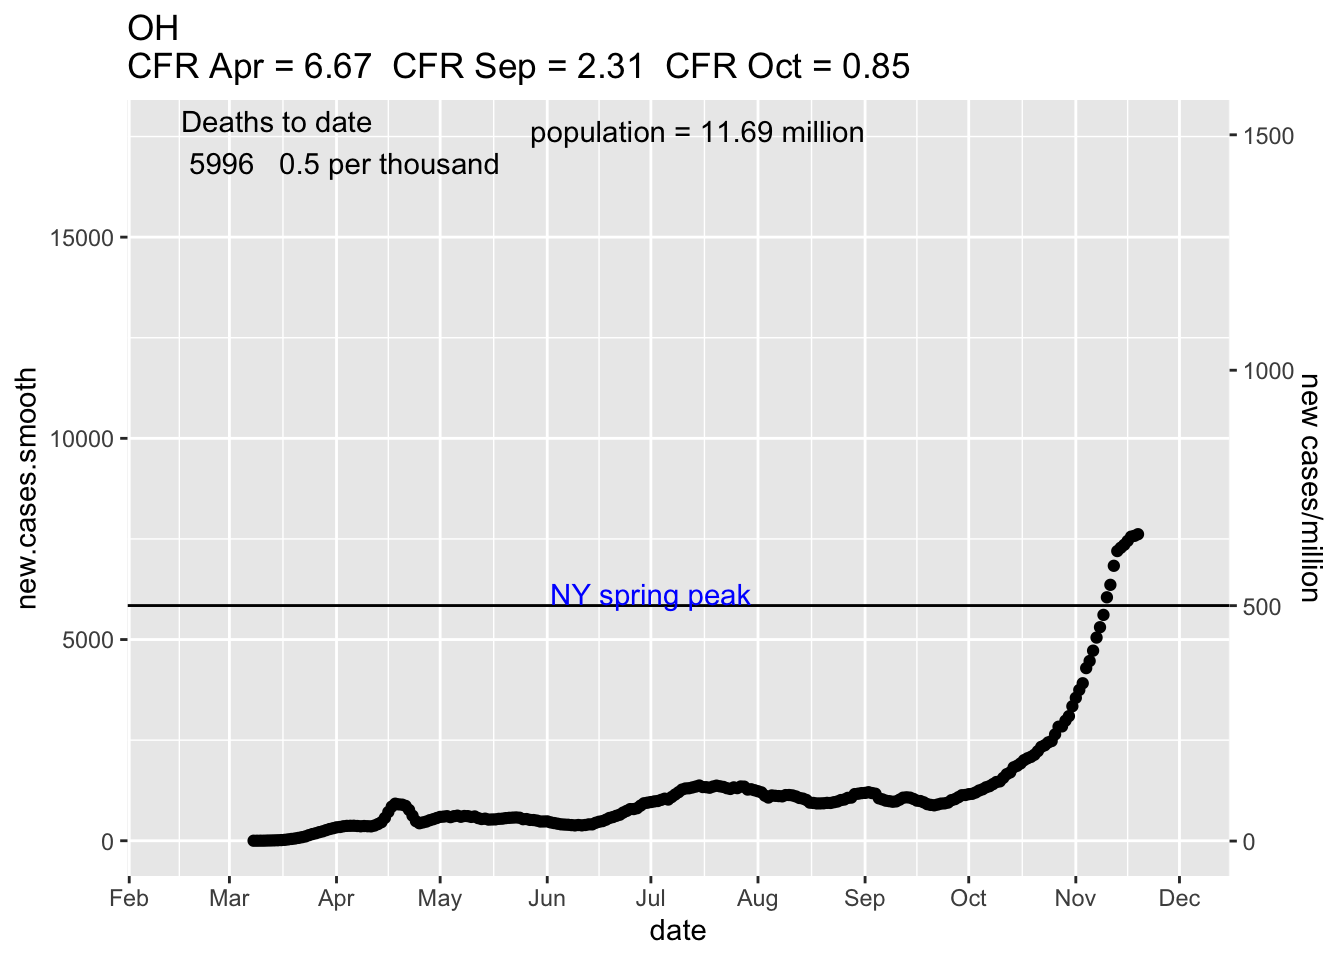 OH
CFR Apr = 6.67  CFR Sep = 2.31  CFR Oct = 0.85
Deaths to date
5996   0.5 per thousand
population = 11.69 million
new.cases.smooth
15000
10000
5000
0
NY spring peak
1500
1000
500
0
new cases/million
Feb Mar Apr May Jun Jul Aug Sep Oct Nov Dec
date